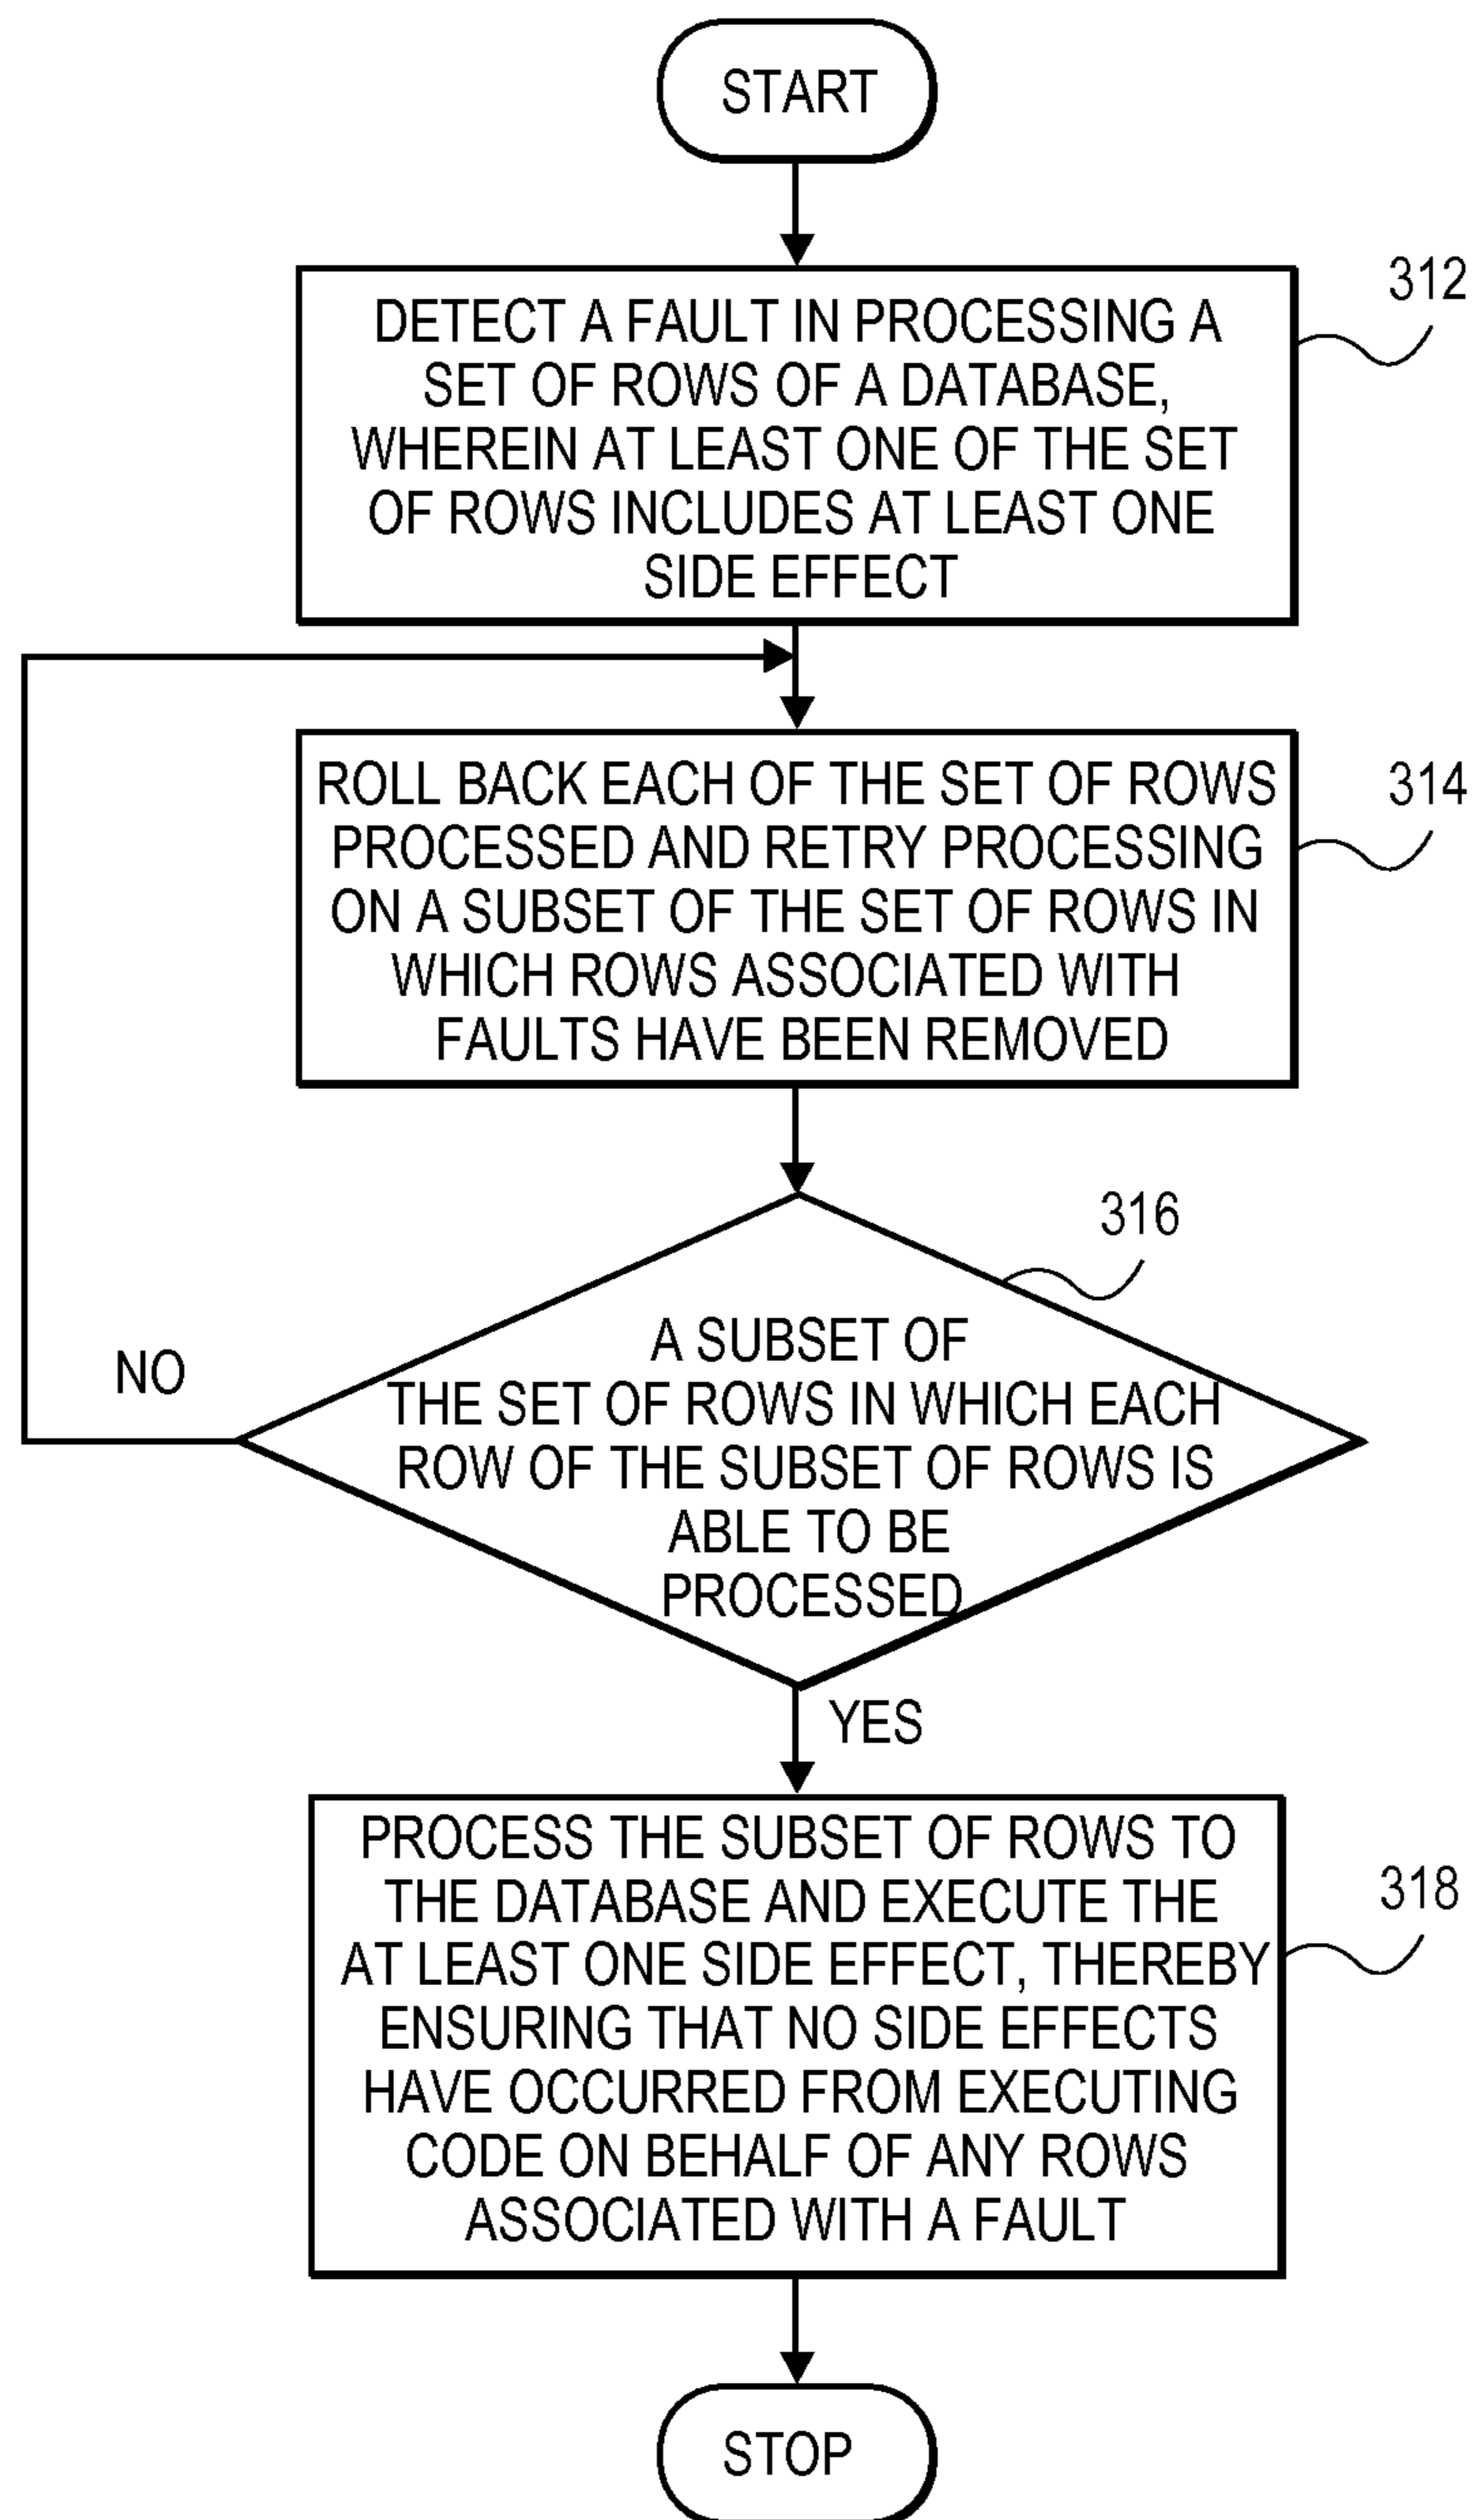 START
312
DETECT A FAULT IN PROCESSING A
SET OF ROWS OF A DATABASE,
WHEREIN AT LEAST ONE OF THE SET
OF ROWS INCLUDES AT LEAST ONE
SIDE EFFECT
314
ROLL BACK EACH OF THE SET OF ROWS
PROCESSED AND RETRY PROCESSING
ON A SUBSET OF THE SET OF ROWS IN
WHICH ROWS ASSOCIATED WITH
FAULTS HAVE BEEN REMOVED
316
A SUBSET OF
THE SET OF ROWS IN WHICH EACH
ROW OF THE SUBSET OF ROWS IS
ABLE TO BE
PROCESSED
NO
YES
318
PROCESS THE SUBSET OF ROWS TO
THE DATABASE AND EXECUTE THE
AT LEAST ONE SIDE EFFECT, THEREBY
ENSURING THAT NO SIDE EFFECTS
HAVE OCCURRED FROM EXECUTING
CODE ON BEHALF OF ANY ROWS
ASSOCIATED WITH A FAULT
STOP